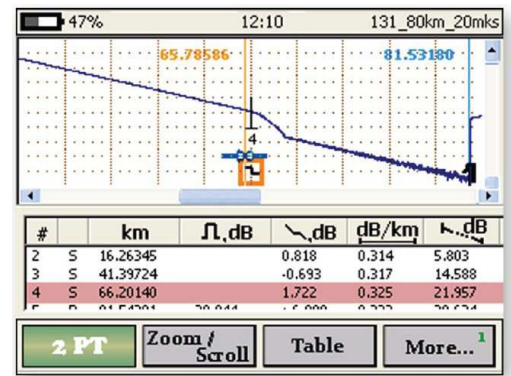 47% 12:10 131_80km_20mks
65.78586 81.53180
4
# km ,dB ,dB dB/km ..dB
2 S 16.26345 0.818 0.314 5.803
3 S 41.39724 -0.693 0.317 14.588
4 S 66.20140 1.722 0.325 21.957
2 PT Zoom / Scroll Table More... 1